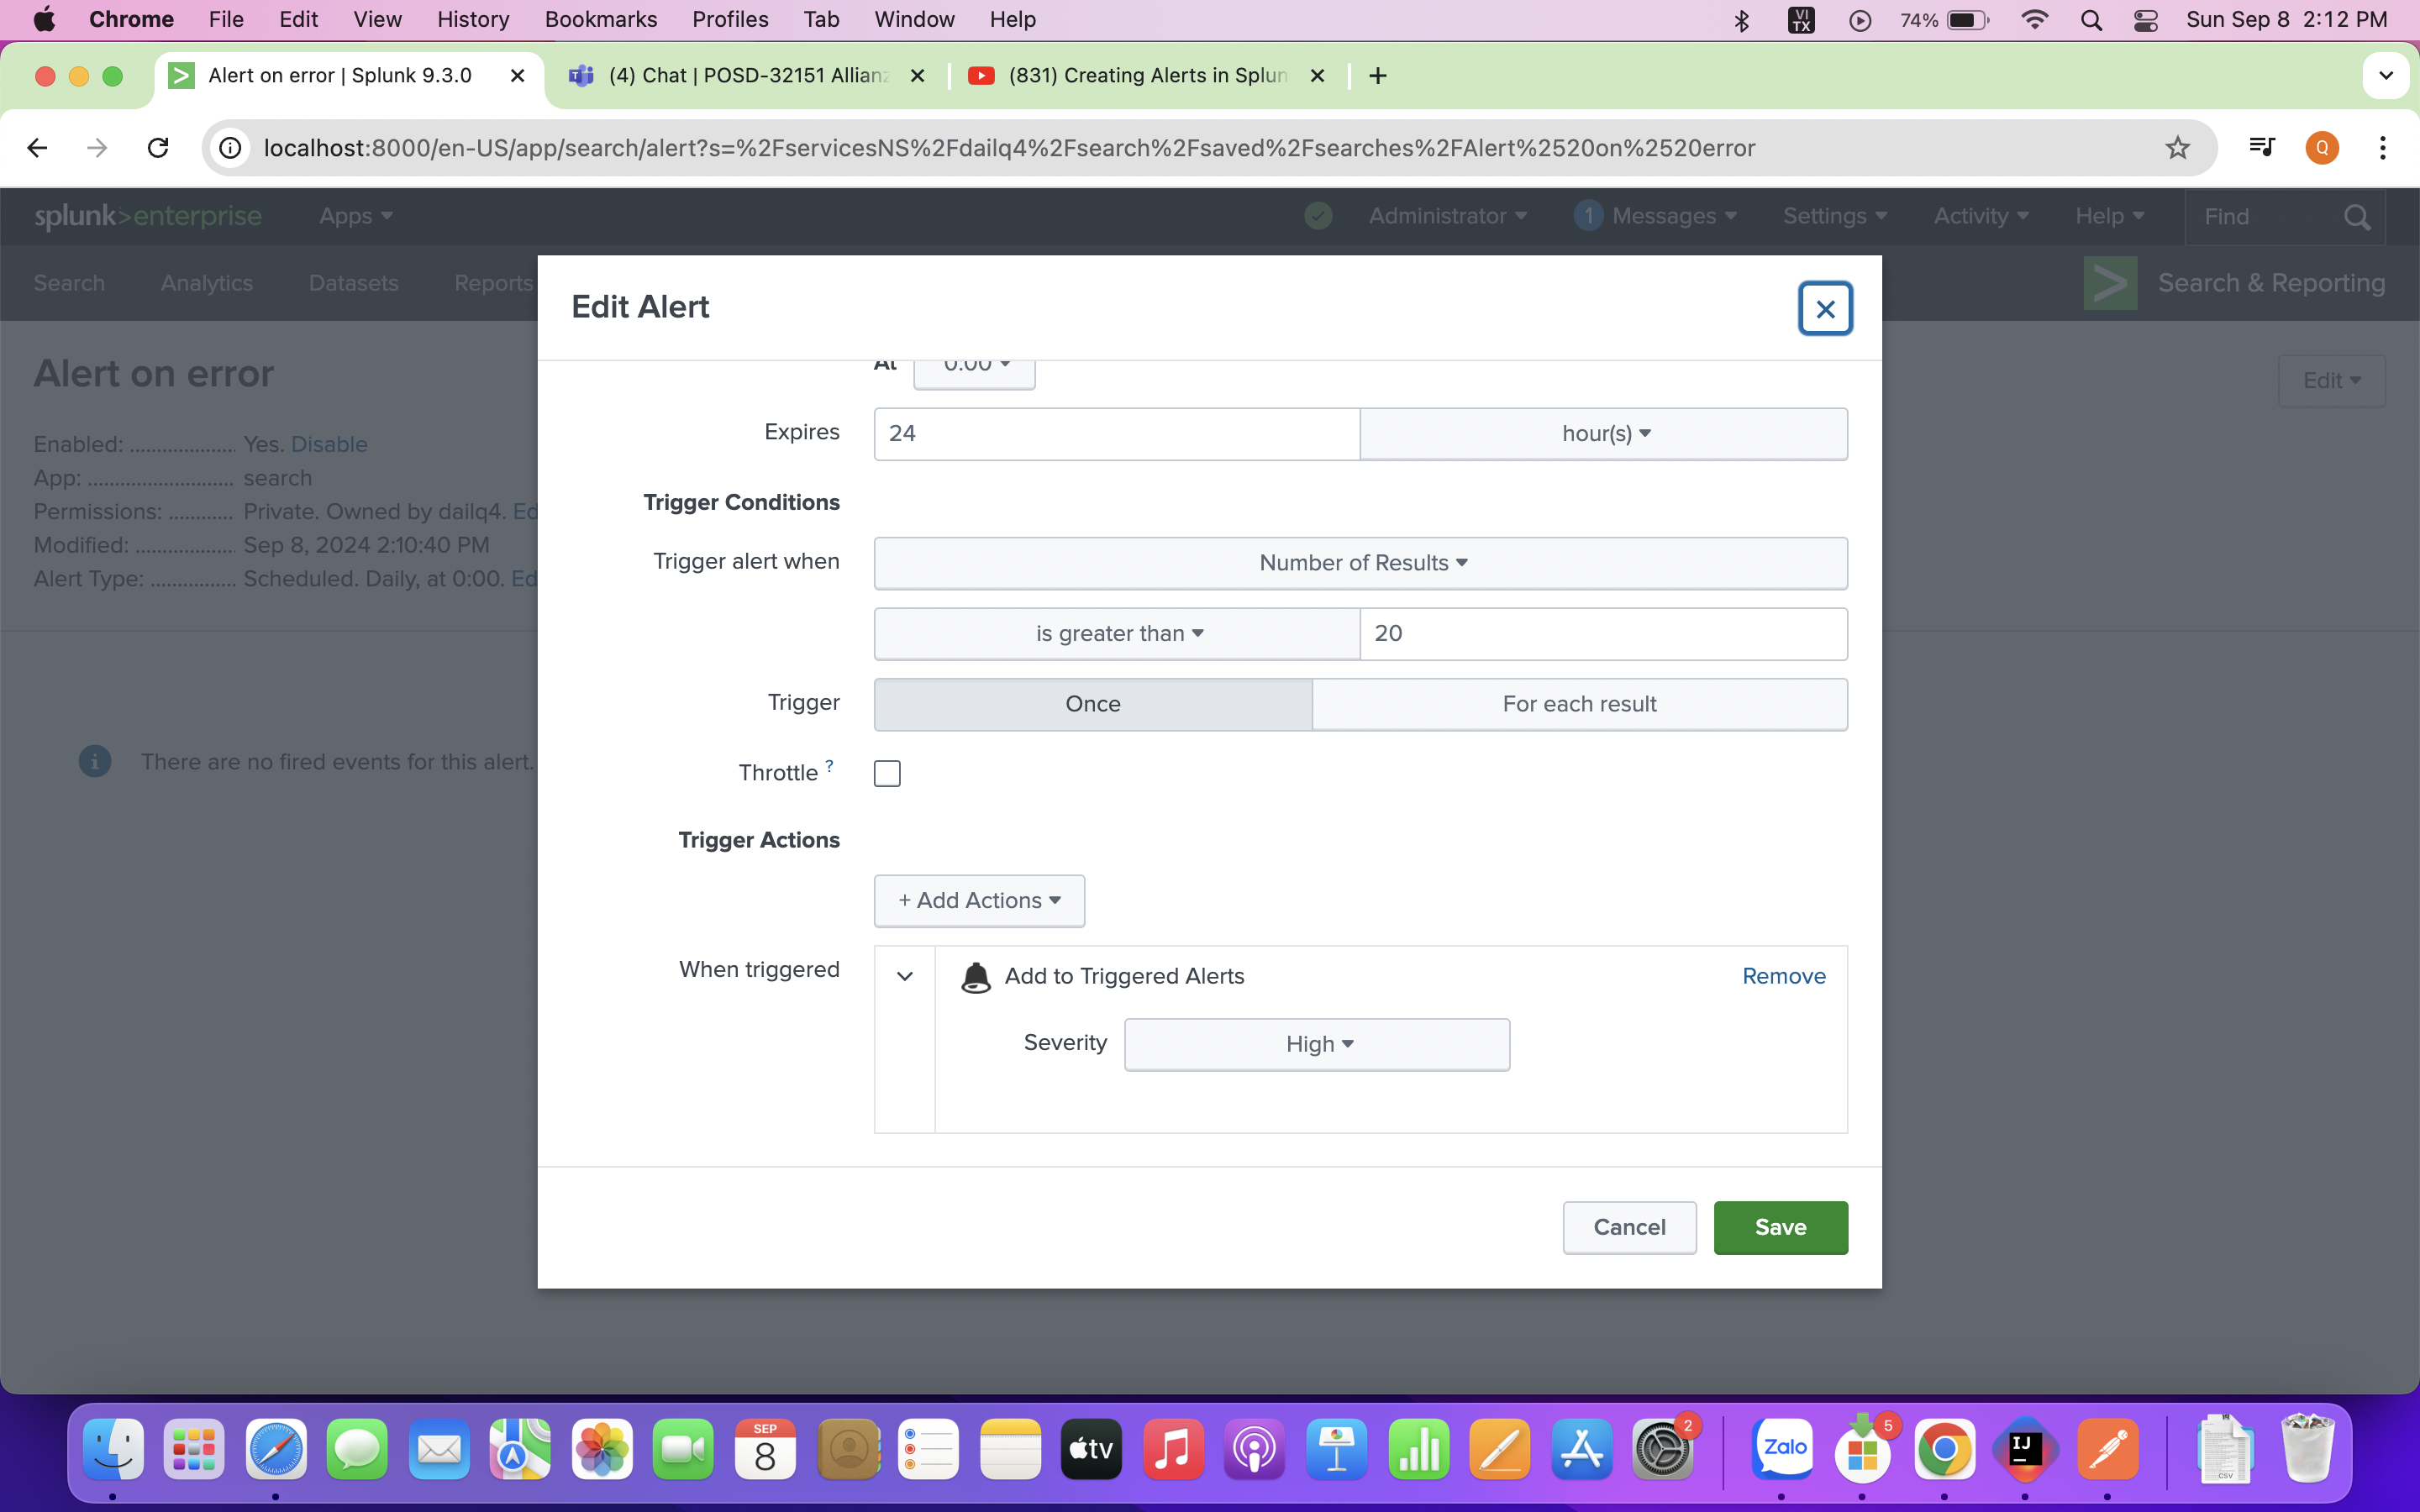 Chrome File Edit View History Bookmarks Profiles Tab Window Help VI TX 74% Sun Sep 8 2:12 PM
Alert on error | Splunk 9.3.0 (4) Chat | POSD-32151 Allianz (831) Creating Alerts in Splun
localhost:8000/en-US/app/search/alert?s=%2FservicesNS%2Fdailq4%2Fsearch%2Fsaved%2Fsearches%2FAlert%2520on%2520error Q
splunk>enterprise Apps Administrator 1 Messages Settings Activity Help Find
Search Analytics Datasets Reports Search & Reporting
Edit Alert
Alert on error Edit
Enabled: ................... Yes. Disable
App: .......................... search
Permissions: ........... Private. Owned by dailq4. Ed
Modified: .................. Sep 8, 2024 2:10:40 PM
Alert Type: ............... Scheduled. Daily, at 0:00. Ed
There are no fired events for this alert.
At 0:00
Expires 24 hour(s)
Trigger Conditions
Trigger alert when Number of Results
is greater than 20
Trigger Once For each result
Throttle ?
Trigger Actions
+ Add Actions
When triggered Add to Triggered Alerts Remove
Severity High
Cancel Save
SEP
8
tv
2
Zalo
5
IJ
CSV